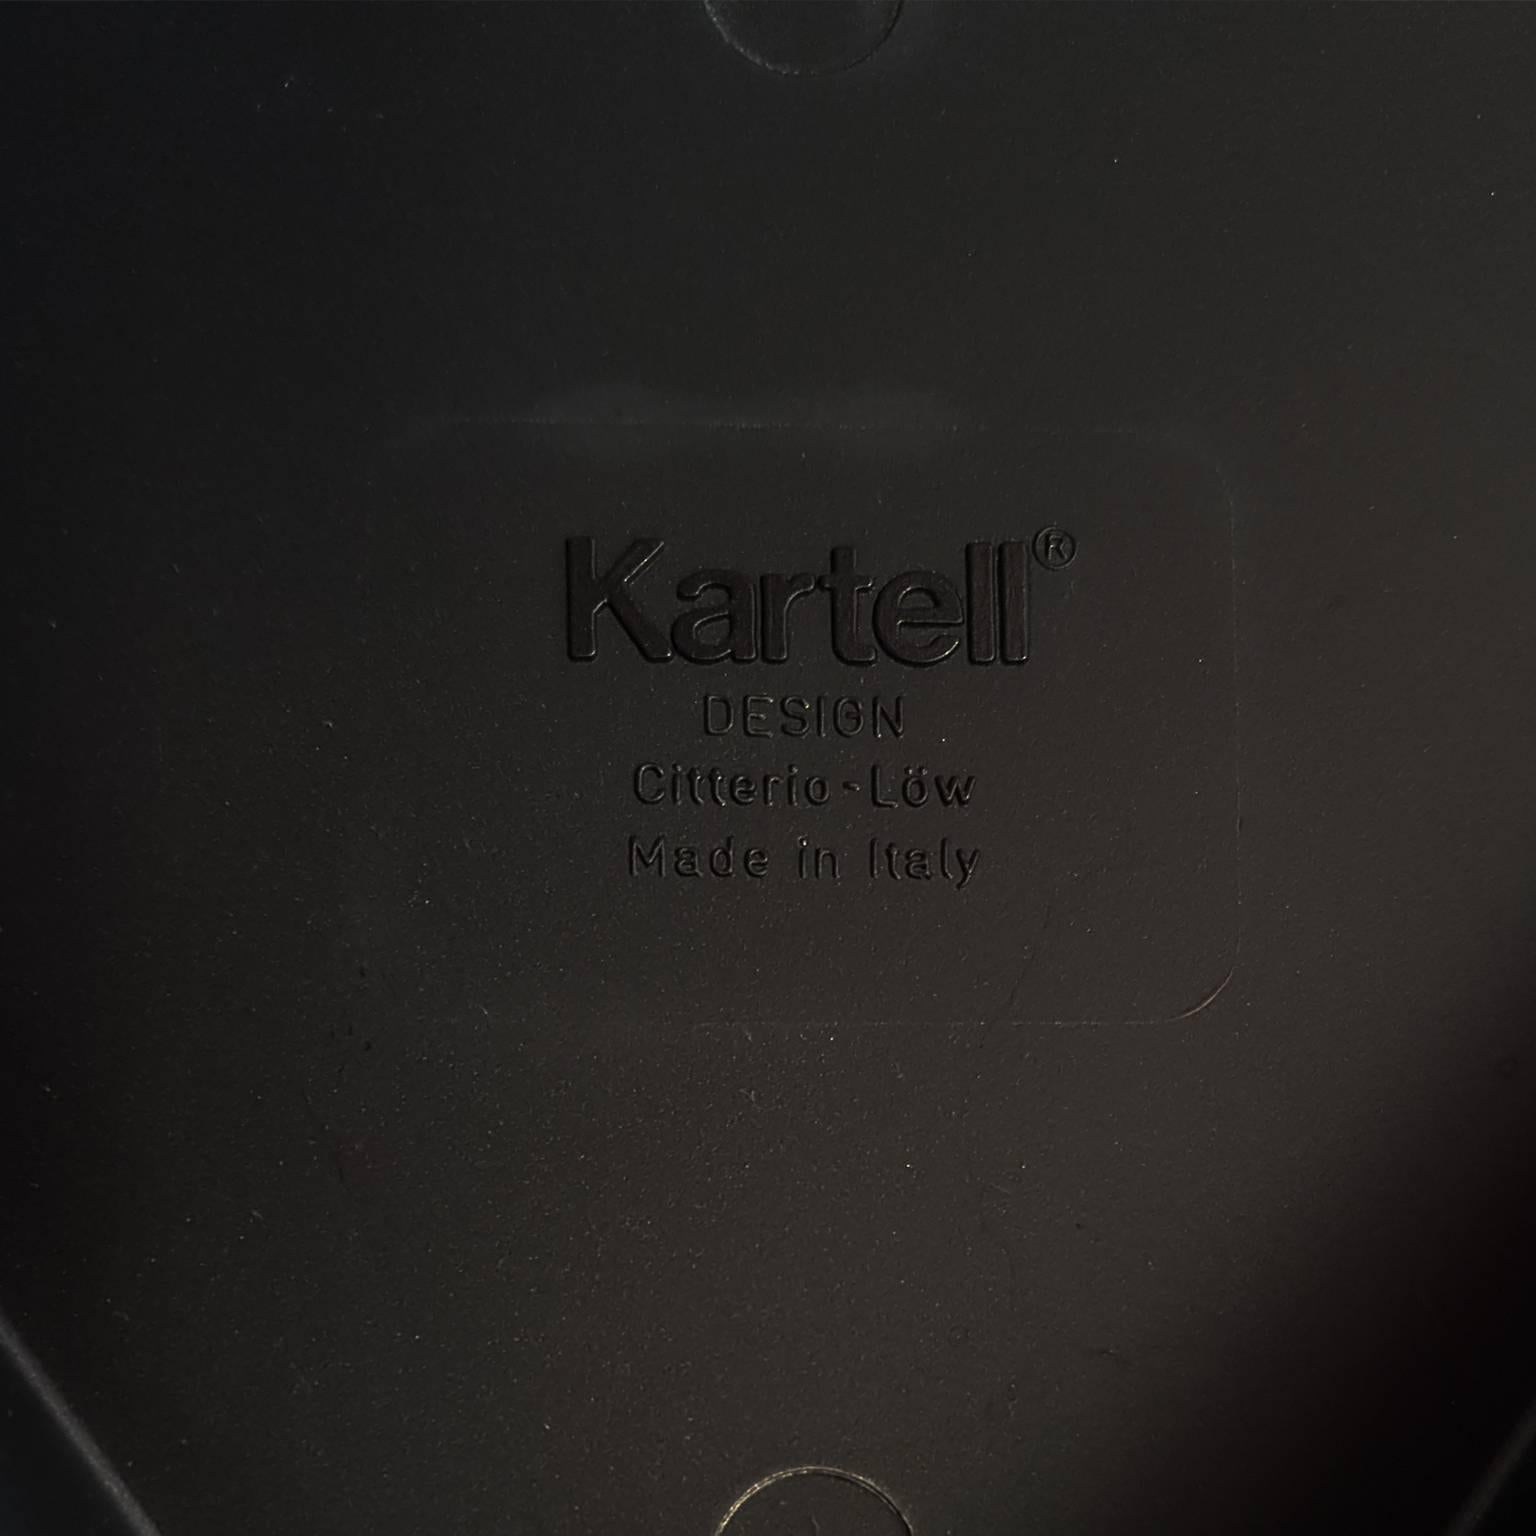 Kartell®
DESIGN
Citterio-Löw
Made in Italy